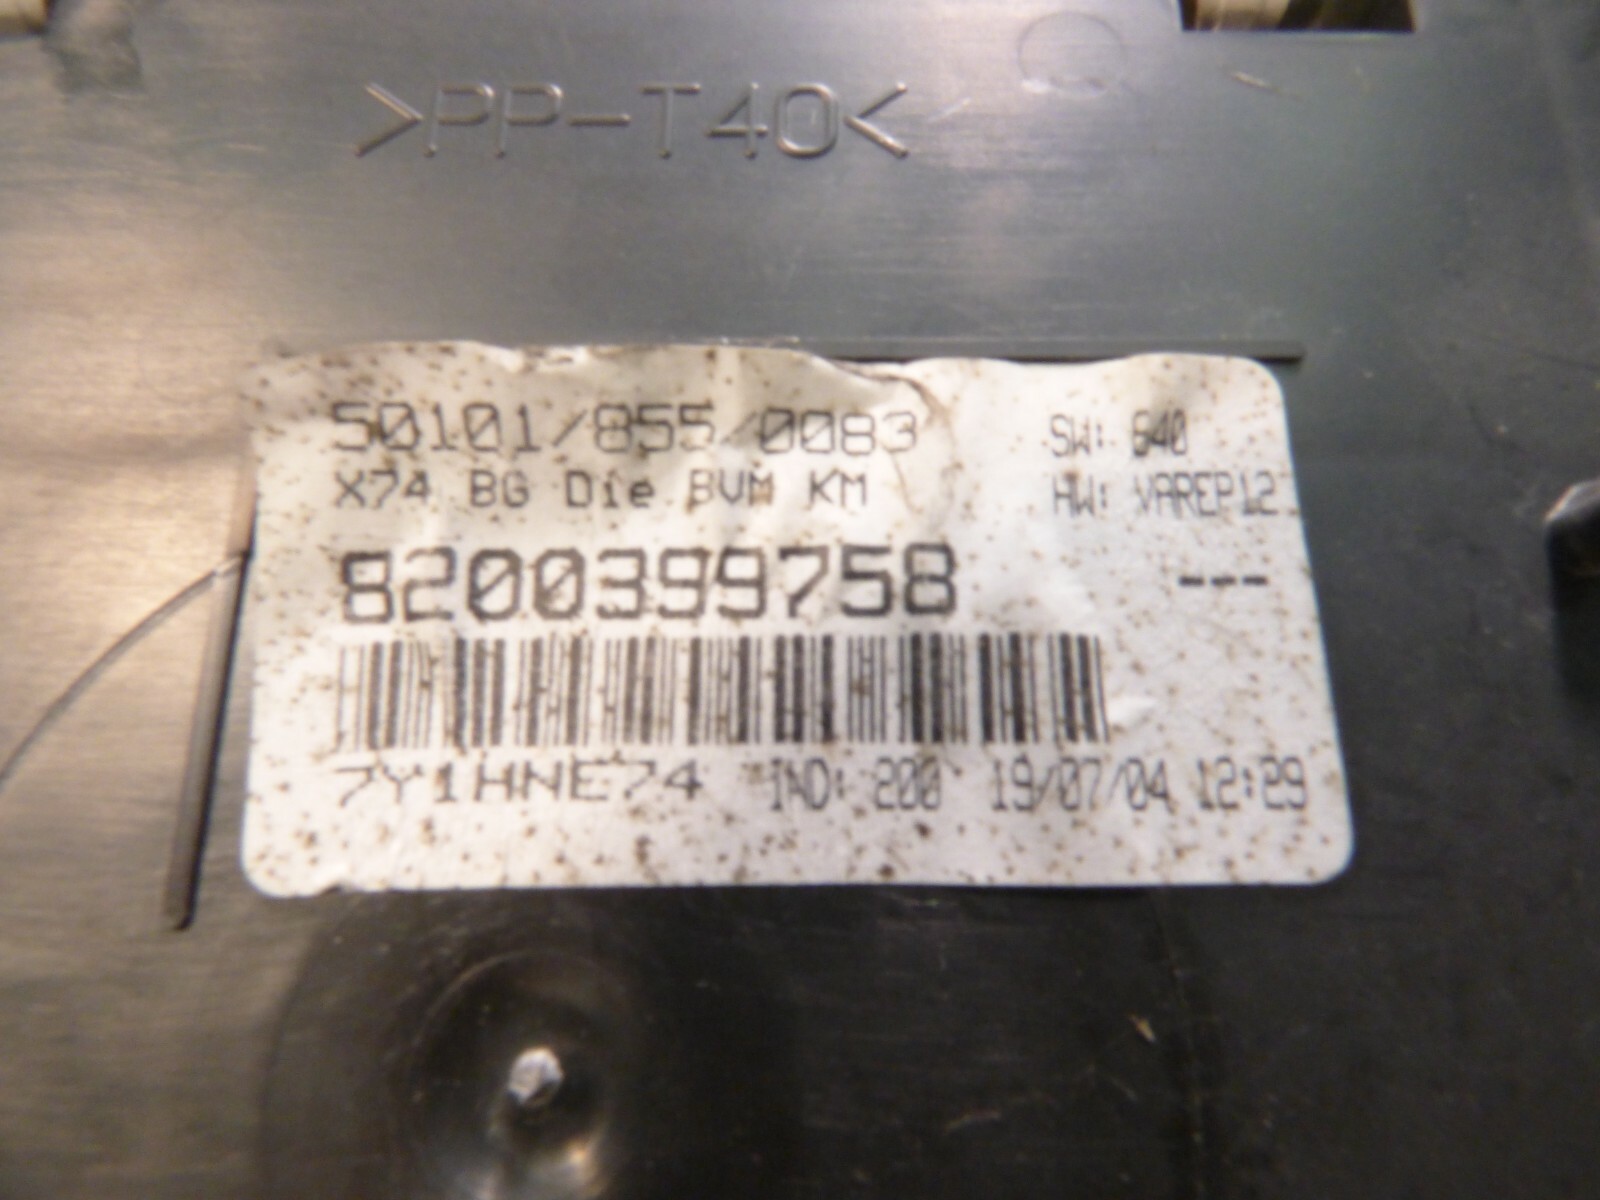 >PP-T40<
50101/855/0083 SW: 640
X74 BG Die BVM KM HW: VAREP12
8200399758 ---
7Y1HNE74 IND: 200 19/07/04 12:29